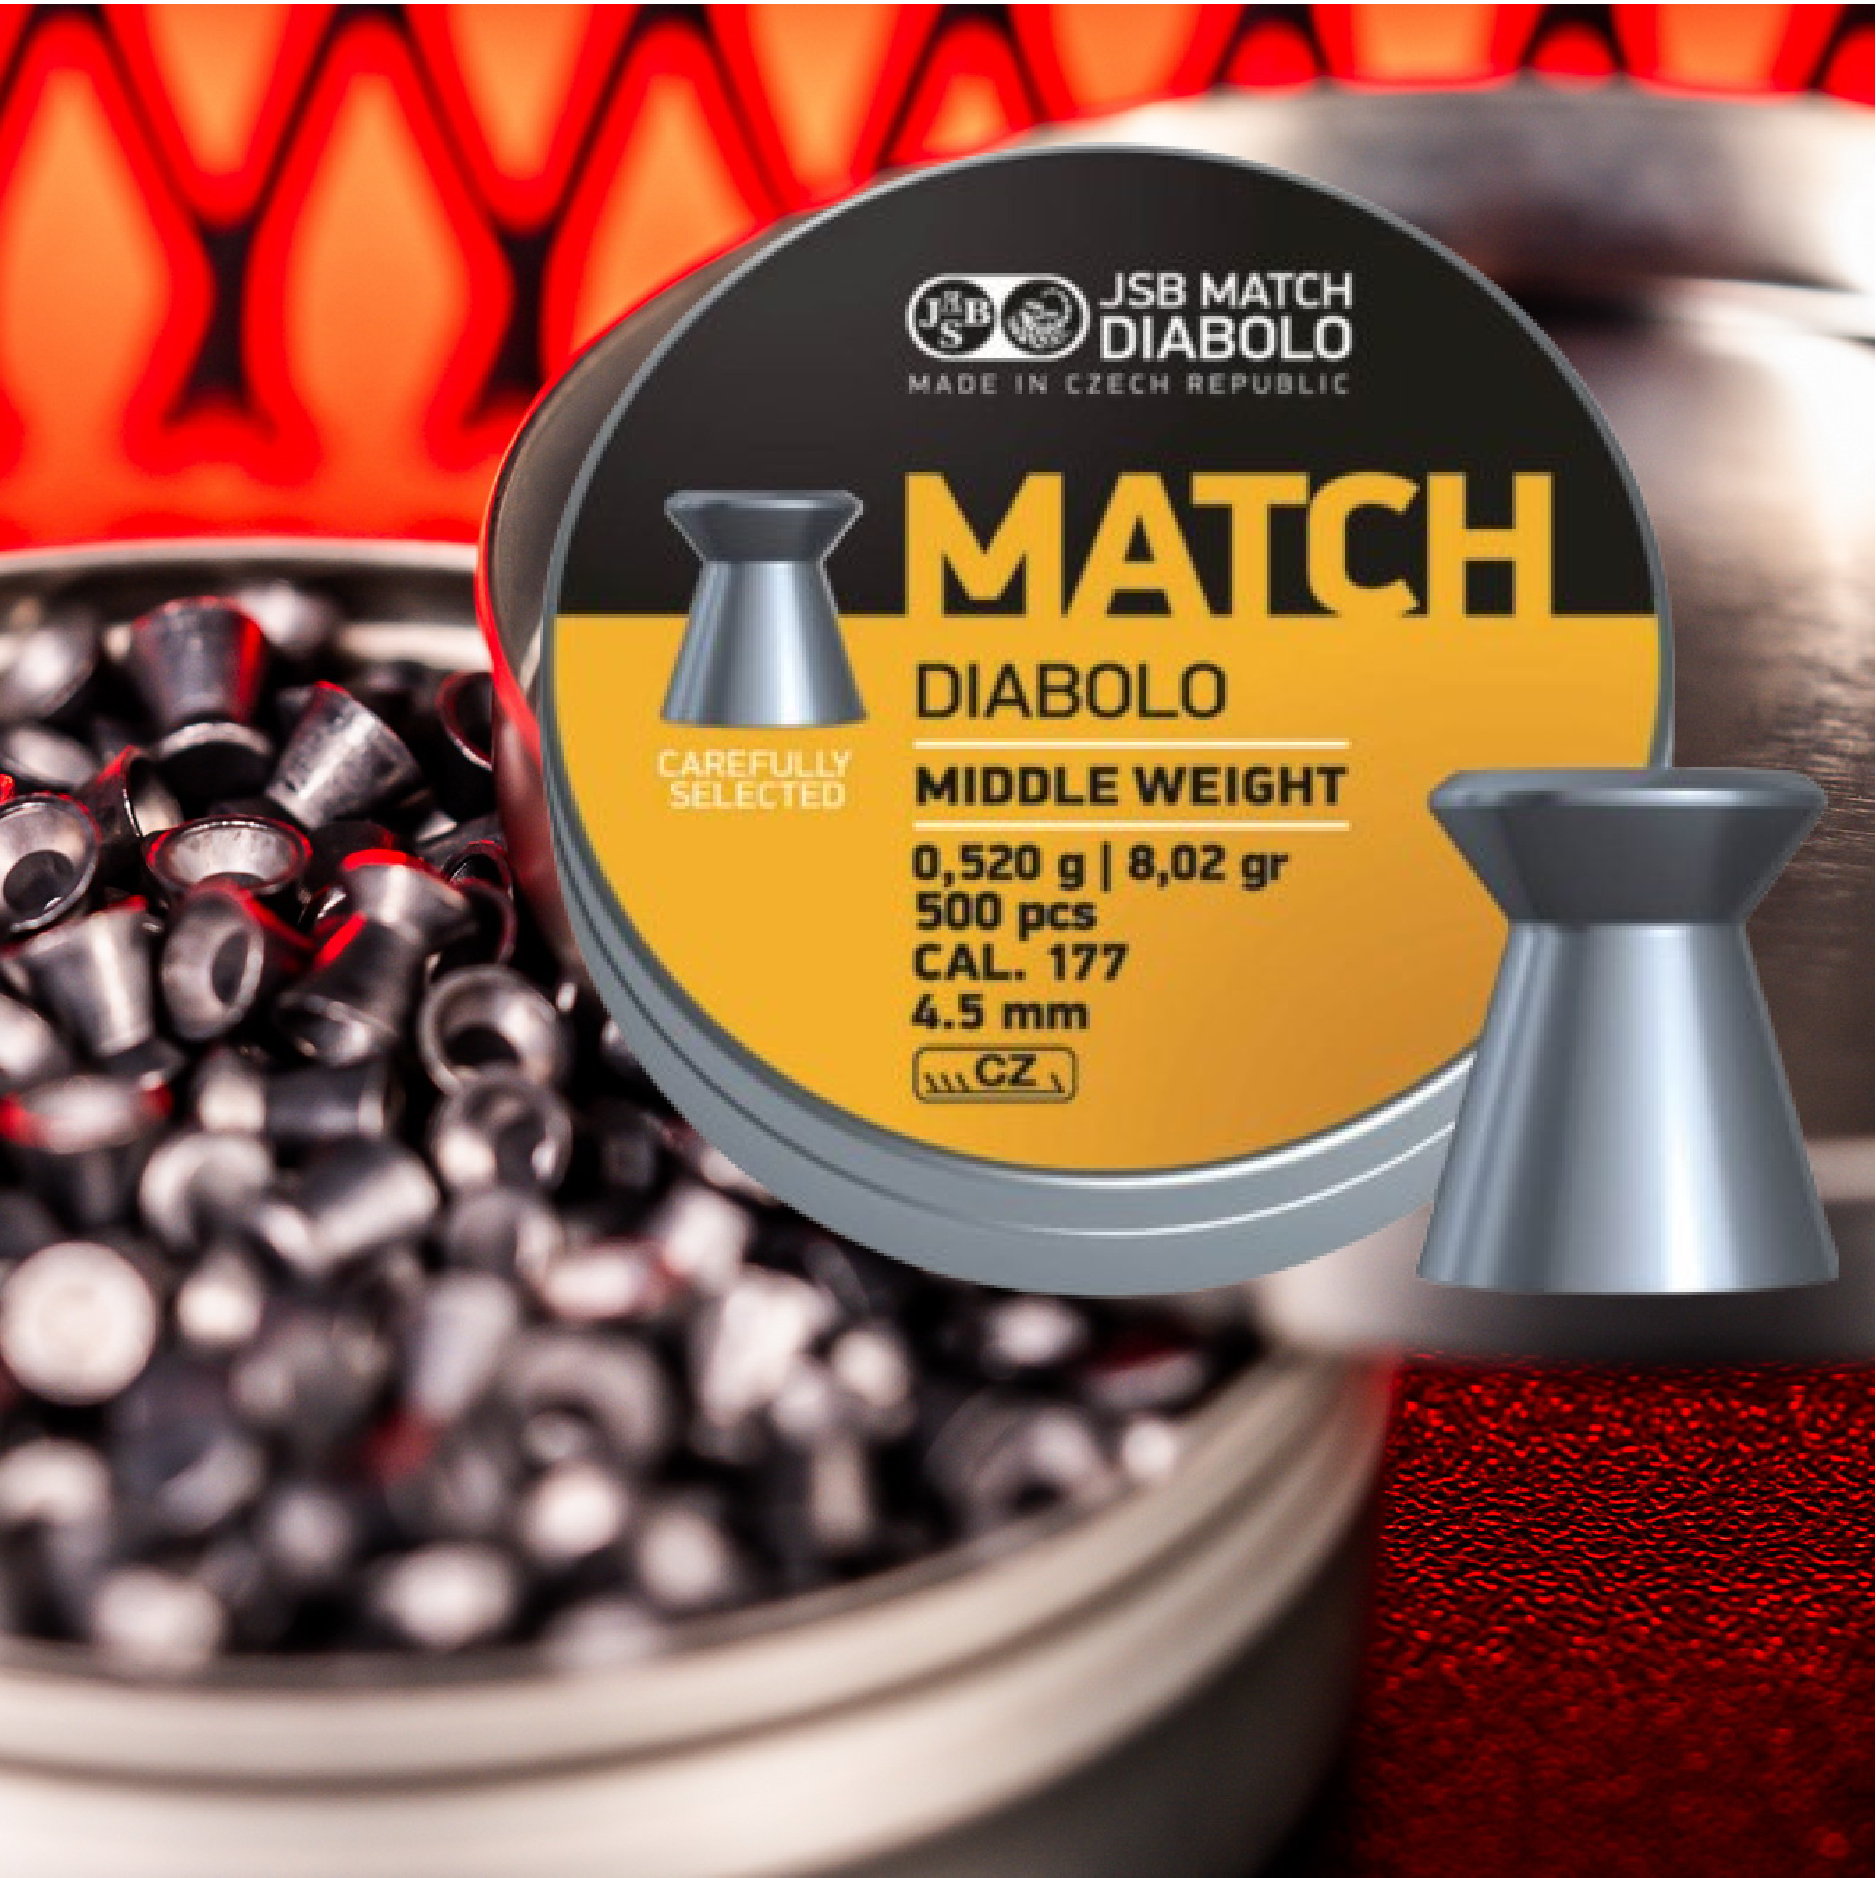 JSB
JSB MATCH
DIABOLO
MADE IN CZECH REPUBLIC
MATCH
DIABOLO
CAREFULLY
SELECTED
MIDDLE WEIGHT
0,520 g | 8,02 gr
500 pcs
CAL. 177
4.5 mm
CZ